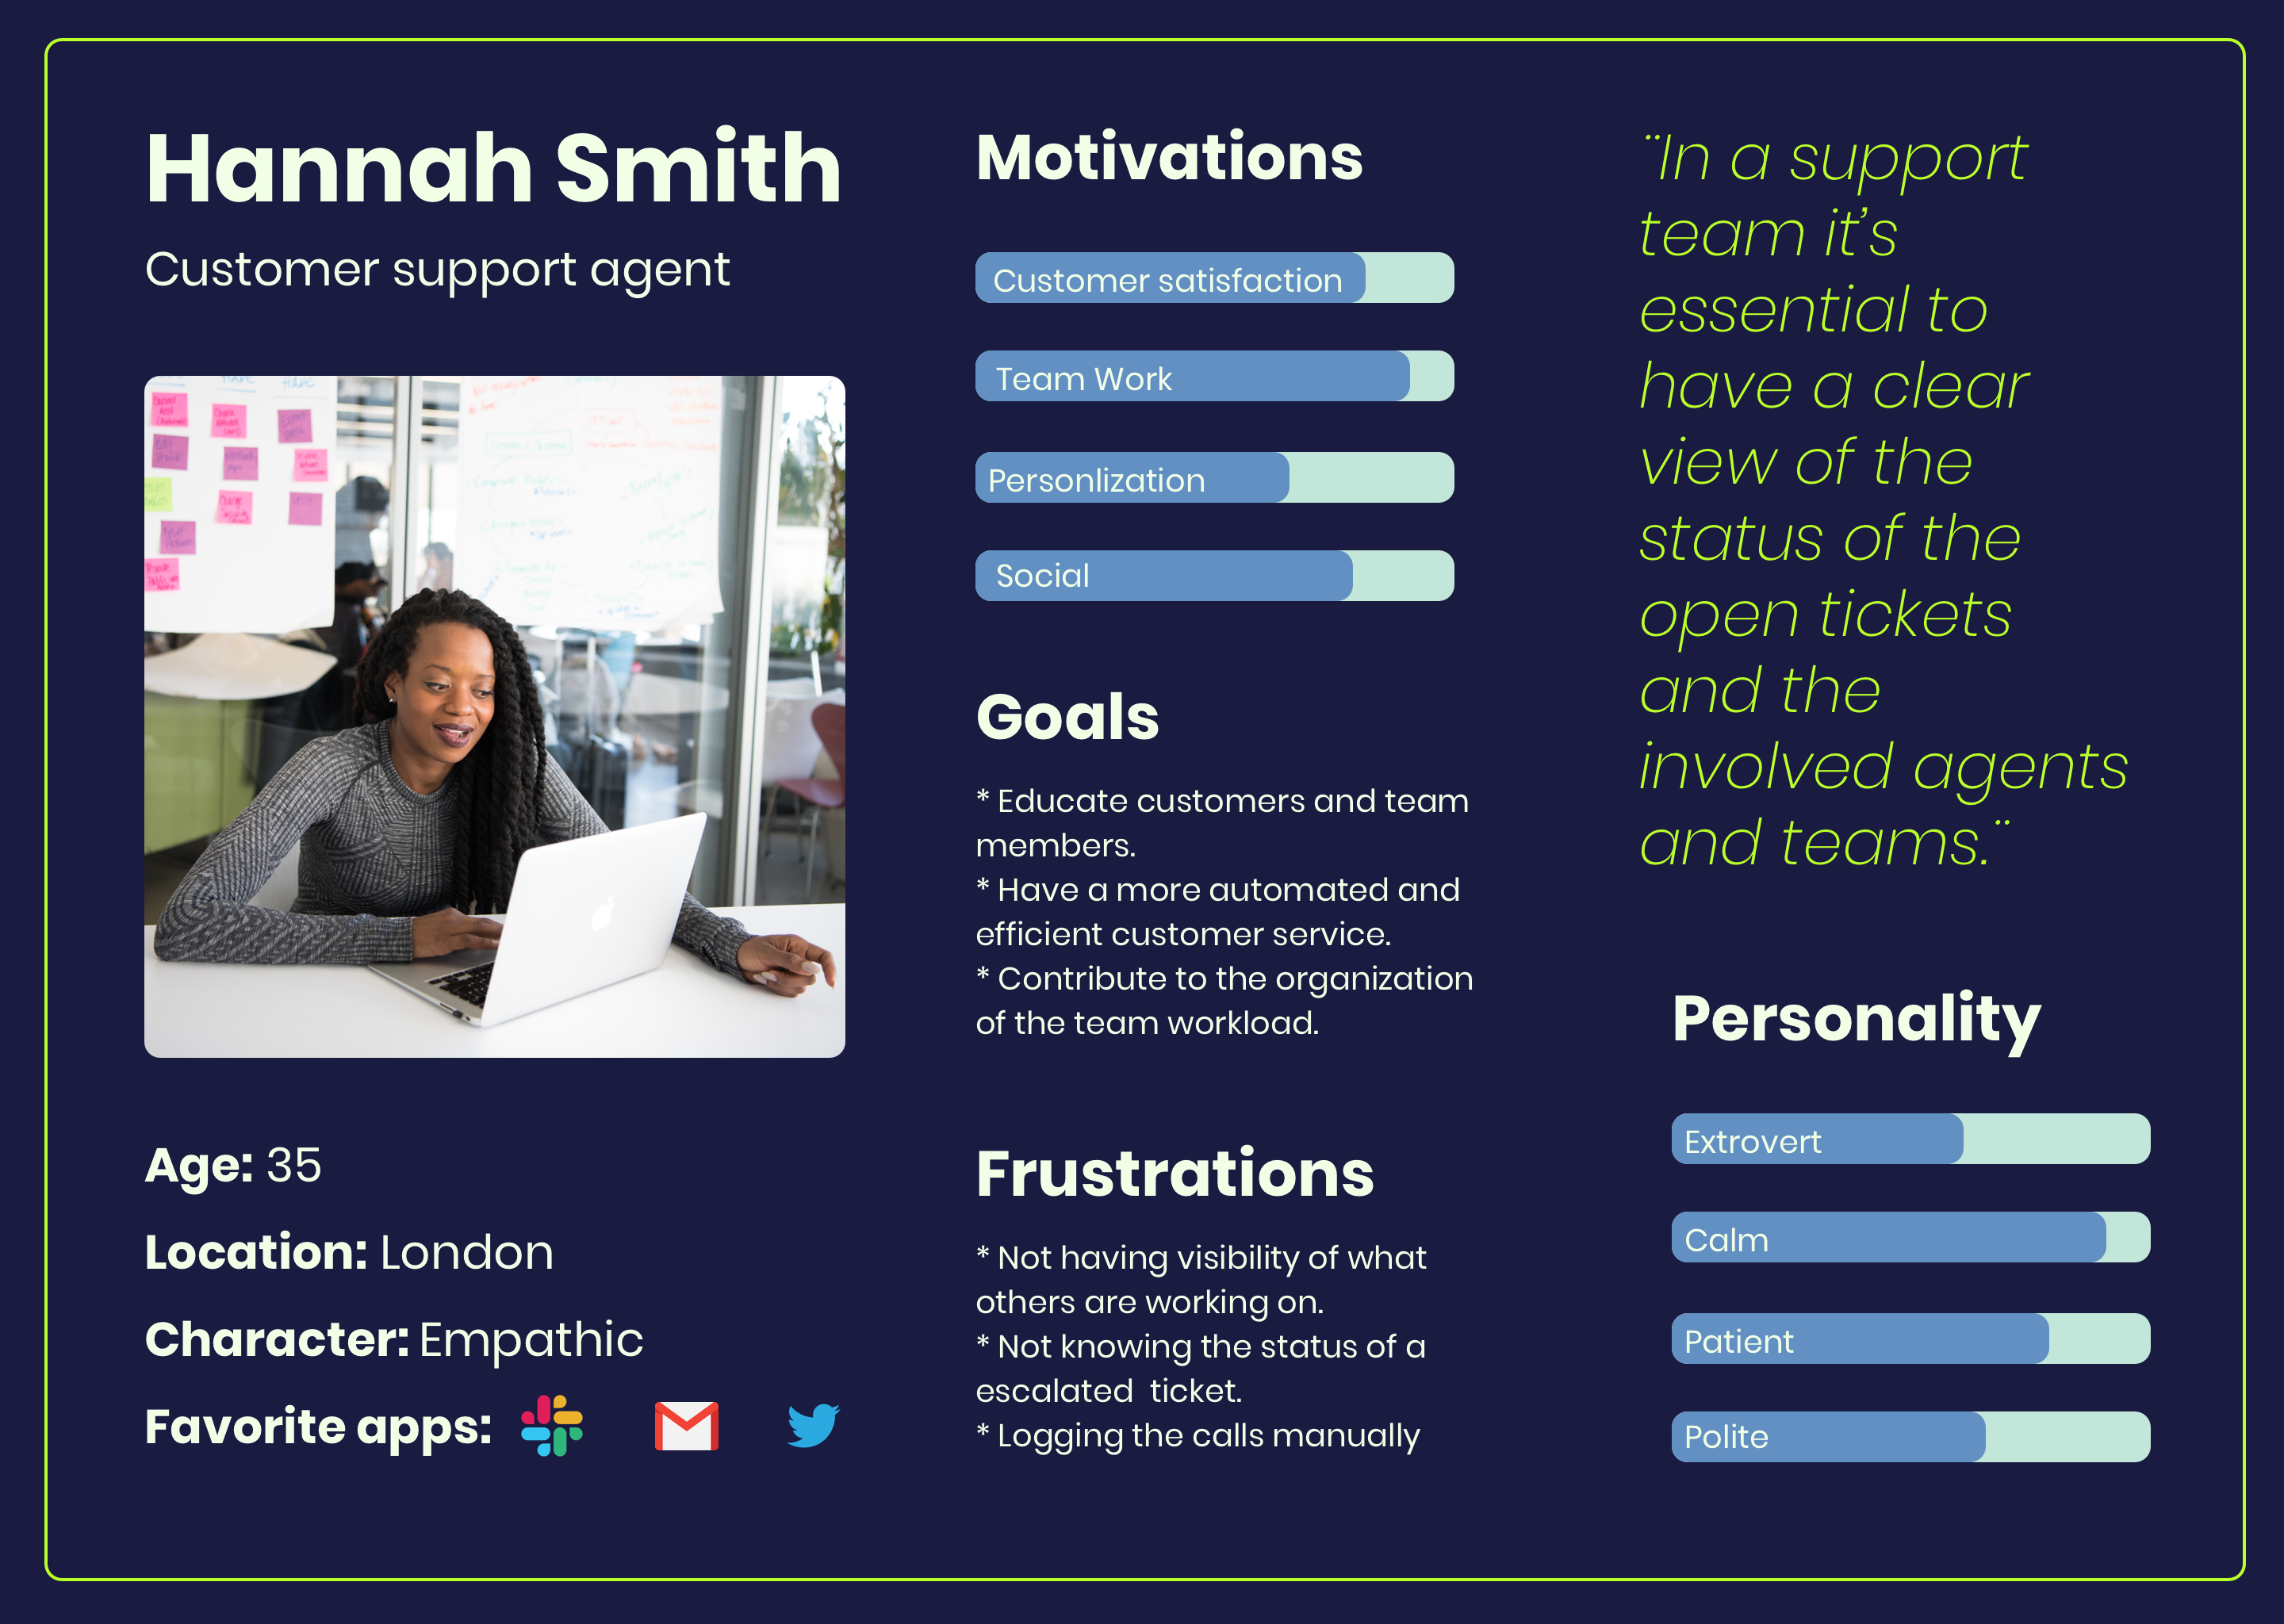 Hannah Smith
Customer support agent
HAVE
Age: 35
Location: London
Character: Empathic
Favorite apps:
Motivations
Customer satisfaction
Team Work
Personlization
Social
Goals
* Educate customers and team
members.
* Have a more automated and
efficient customer service.
* Contribute to the organization
of the team workload.
Frustrations
* Not having visibility of what
others are working on.
* Not knowing the status of a
escalated  ticket.
* Logging the calls manually
¨In a support
team it’s
essential to
have a clear
view of the
status of the
open tickets
and the
involved agents
and teams.¨
Personality
Extrovert
Calm
Patient
Polite